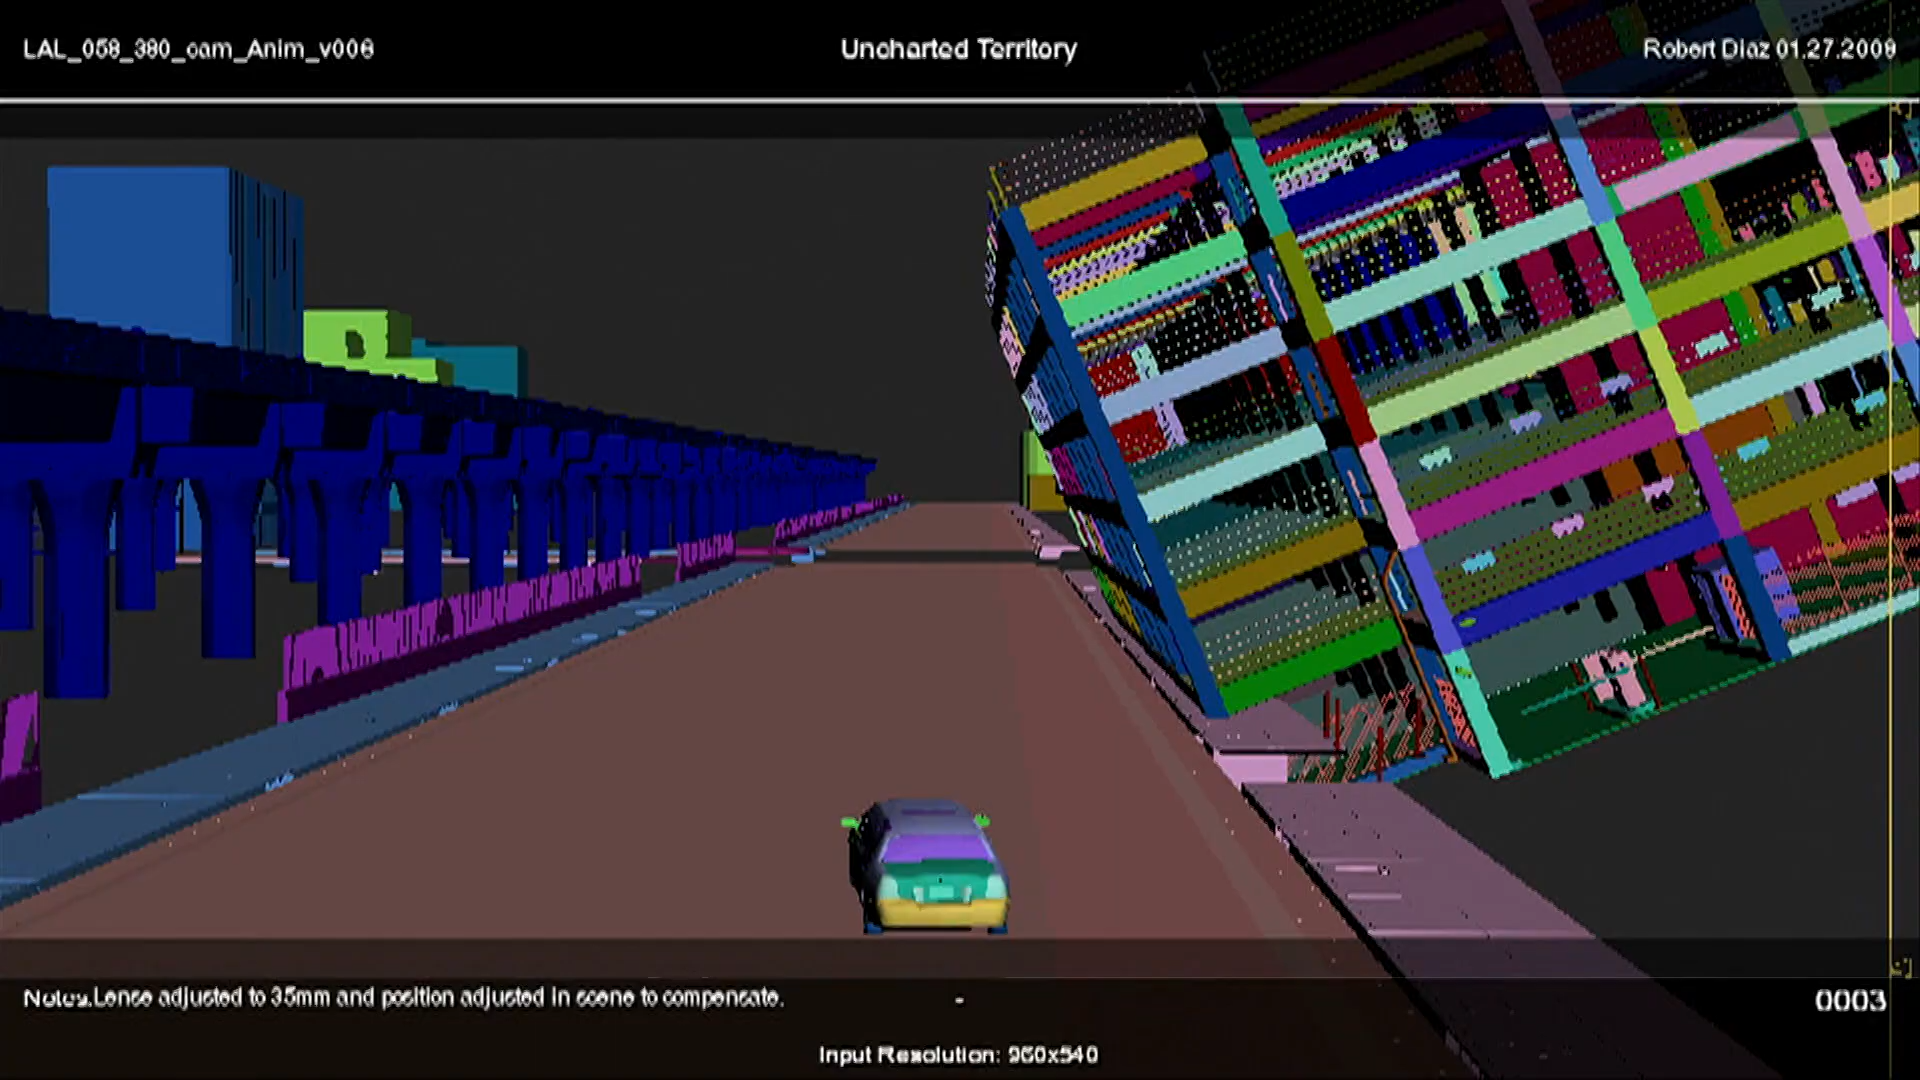 LAL_058_380_cam_Anim_v006
Uncharted Territory
Robert Diaz 01.27.2009
Notes.Lense adjusted to 35mm and position adjusted in scene to compensate.
-
0003
Input Resolution: 960x540